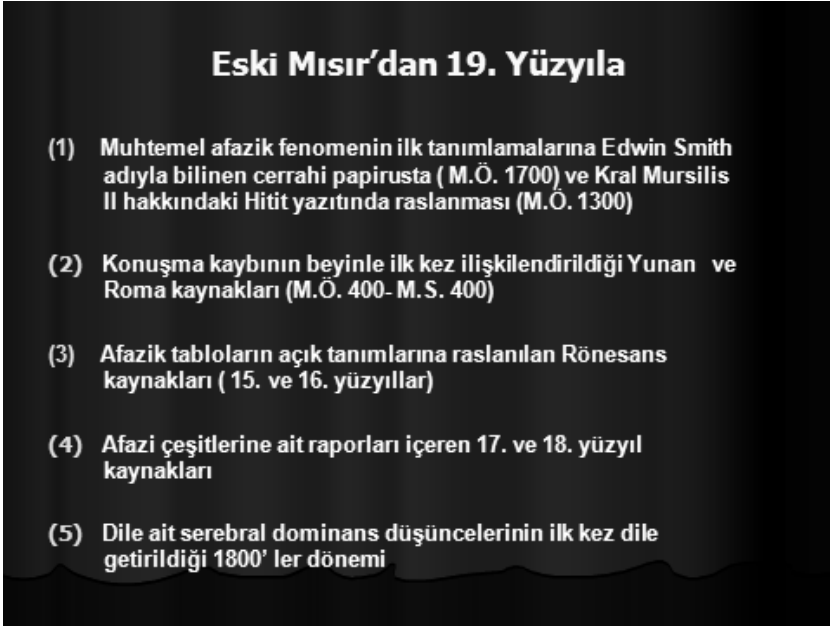 Eski Mısır’dan 19. Yüzyıla
(1) Muhtemel afazik fenomenin ilk tanımlamalarına Edwin Smith
adıyla bilinen cerrahi papirusta ( M.Ö. 1700) ve Kral Mursilis
II hakkındaki Hitit yazıtında raslanması (M.Ö. 1300)
(2) Konuşma kaybının beyinle ilk kez ilişkilendirildiği Yunan ve
Roma kaynakları (M.Ö. 400- M.S. 400)
(3) Afazik tabloların açık tanımlarına raslanılan Rönesans
kaynakları ( 15. ve 16. yüzyıllar)
(4) Afazi çeşitlerine ait raporları içeren 17. ve 18. yüzyıl
kaynakları
(5) Dile ait serebral dominans düşüncelerinin ilk kez dile
getirildiği 1800’ ler dönemi